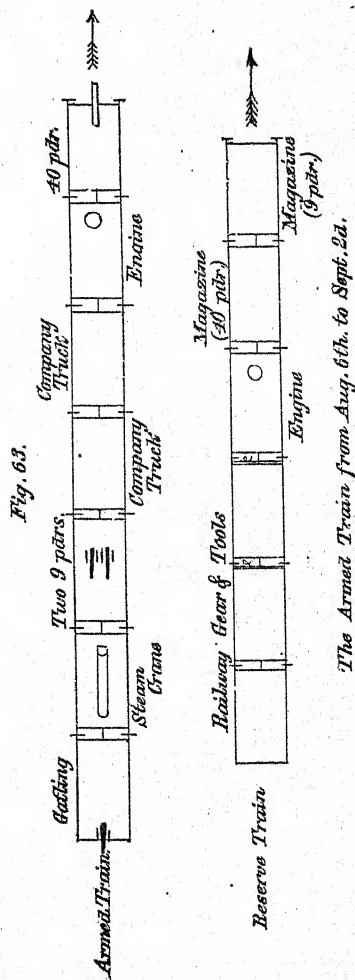 Fig. 63.
Armed Train.
Gatling
Steam
Crane
Two 9 pdrs.
Company
Truck
Company
Truck
Engine
40 pdr.
Reserve Train
Railway Gear & Tools
Engine
Magazine
(40 pdr.)
Magazine
(9 pdr.)
The Armed Train from Aug. 6th. to Sept. 2d.